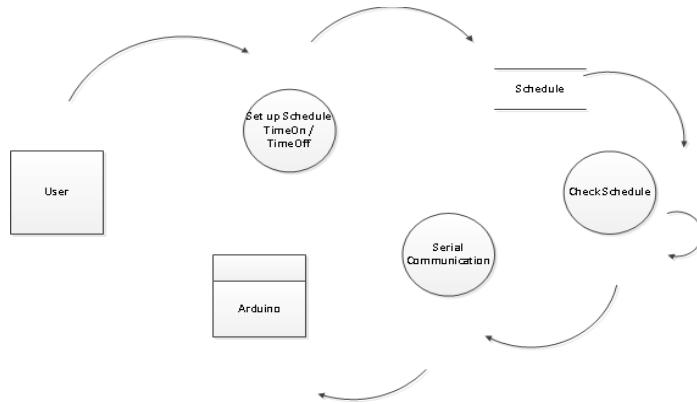 Set up Schedule
TimeOn /
TimeOff
Schedule
User
CheckSchedule
Serial
Communication
Arduino